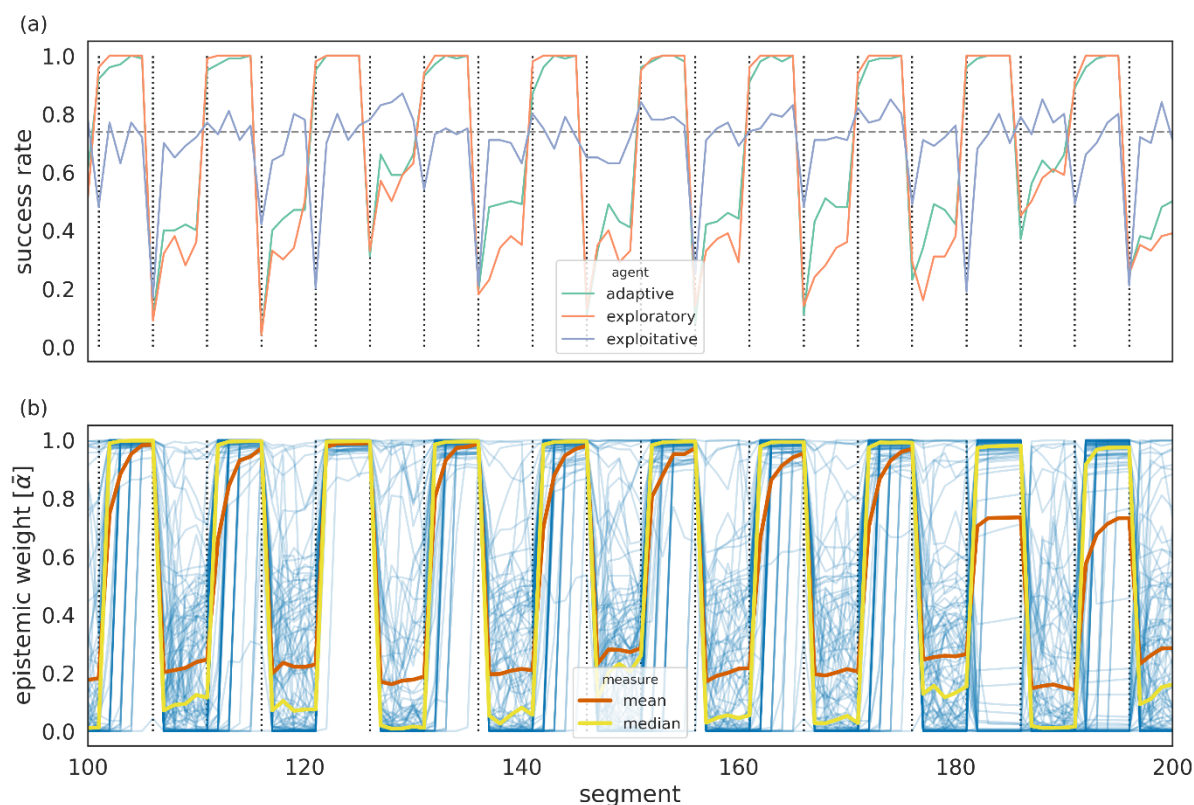 (a)
1.0
0.8
0.6
0.4
0.2
0.0
success rate
agent
adaptive
exploratory
exploitative
(b)
1.0
0.8
0.6
0.4
0.2
0.0
epistemic weight [α̃]
measure
mean
median
100 120 140 160 180 200
segment